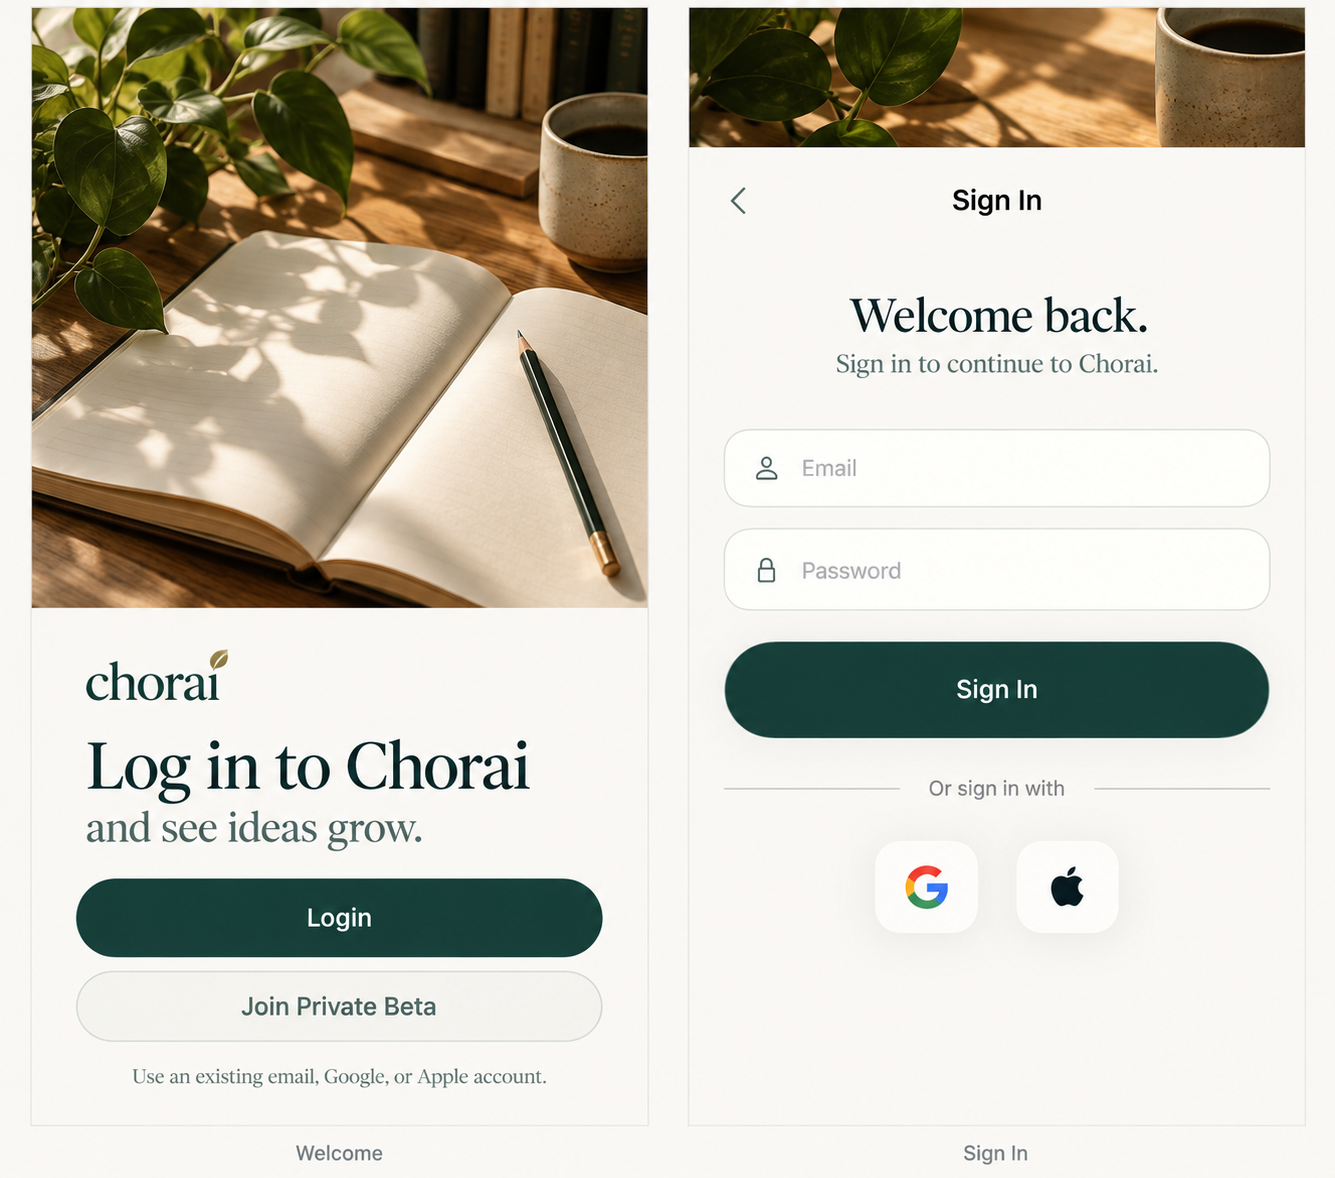 chorai
Log in to Chorai
and see ideas grow.
Login
Join Private Beta
Use an existing email, Google, or Apple account.
Welcome
Sign In
Welcome back.
Sign in to continue to Chorai.
Email
Password
Sign In
Or sign in with
Sign In